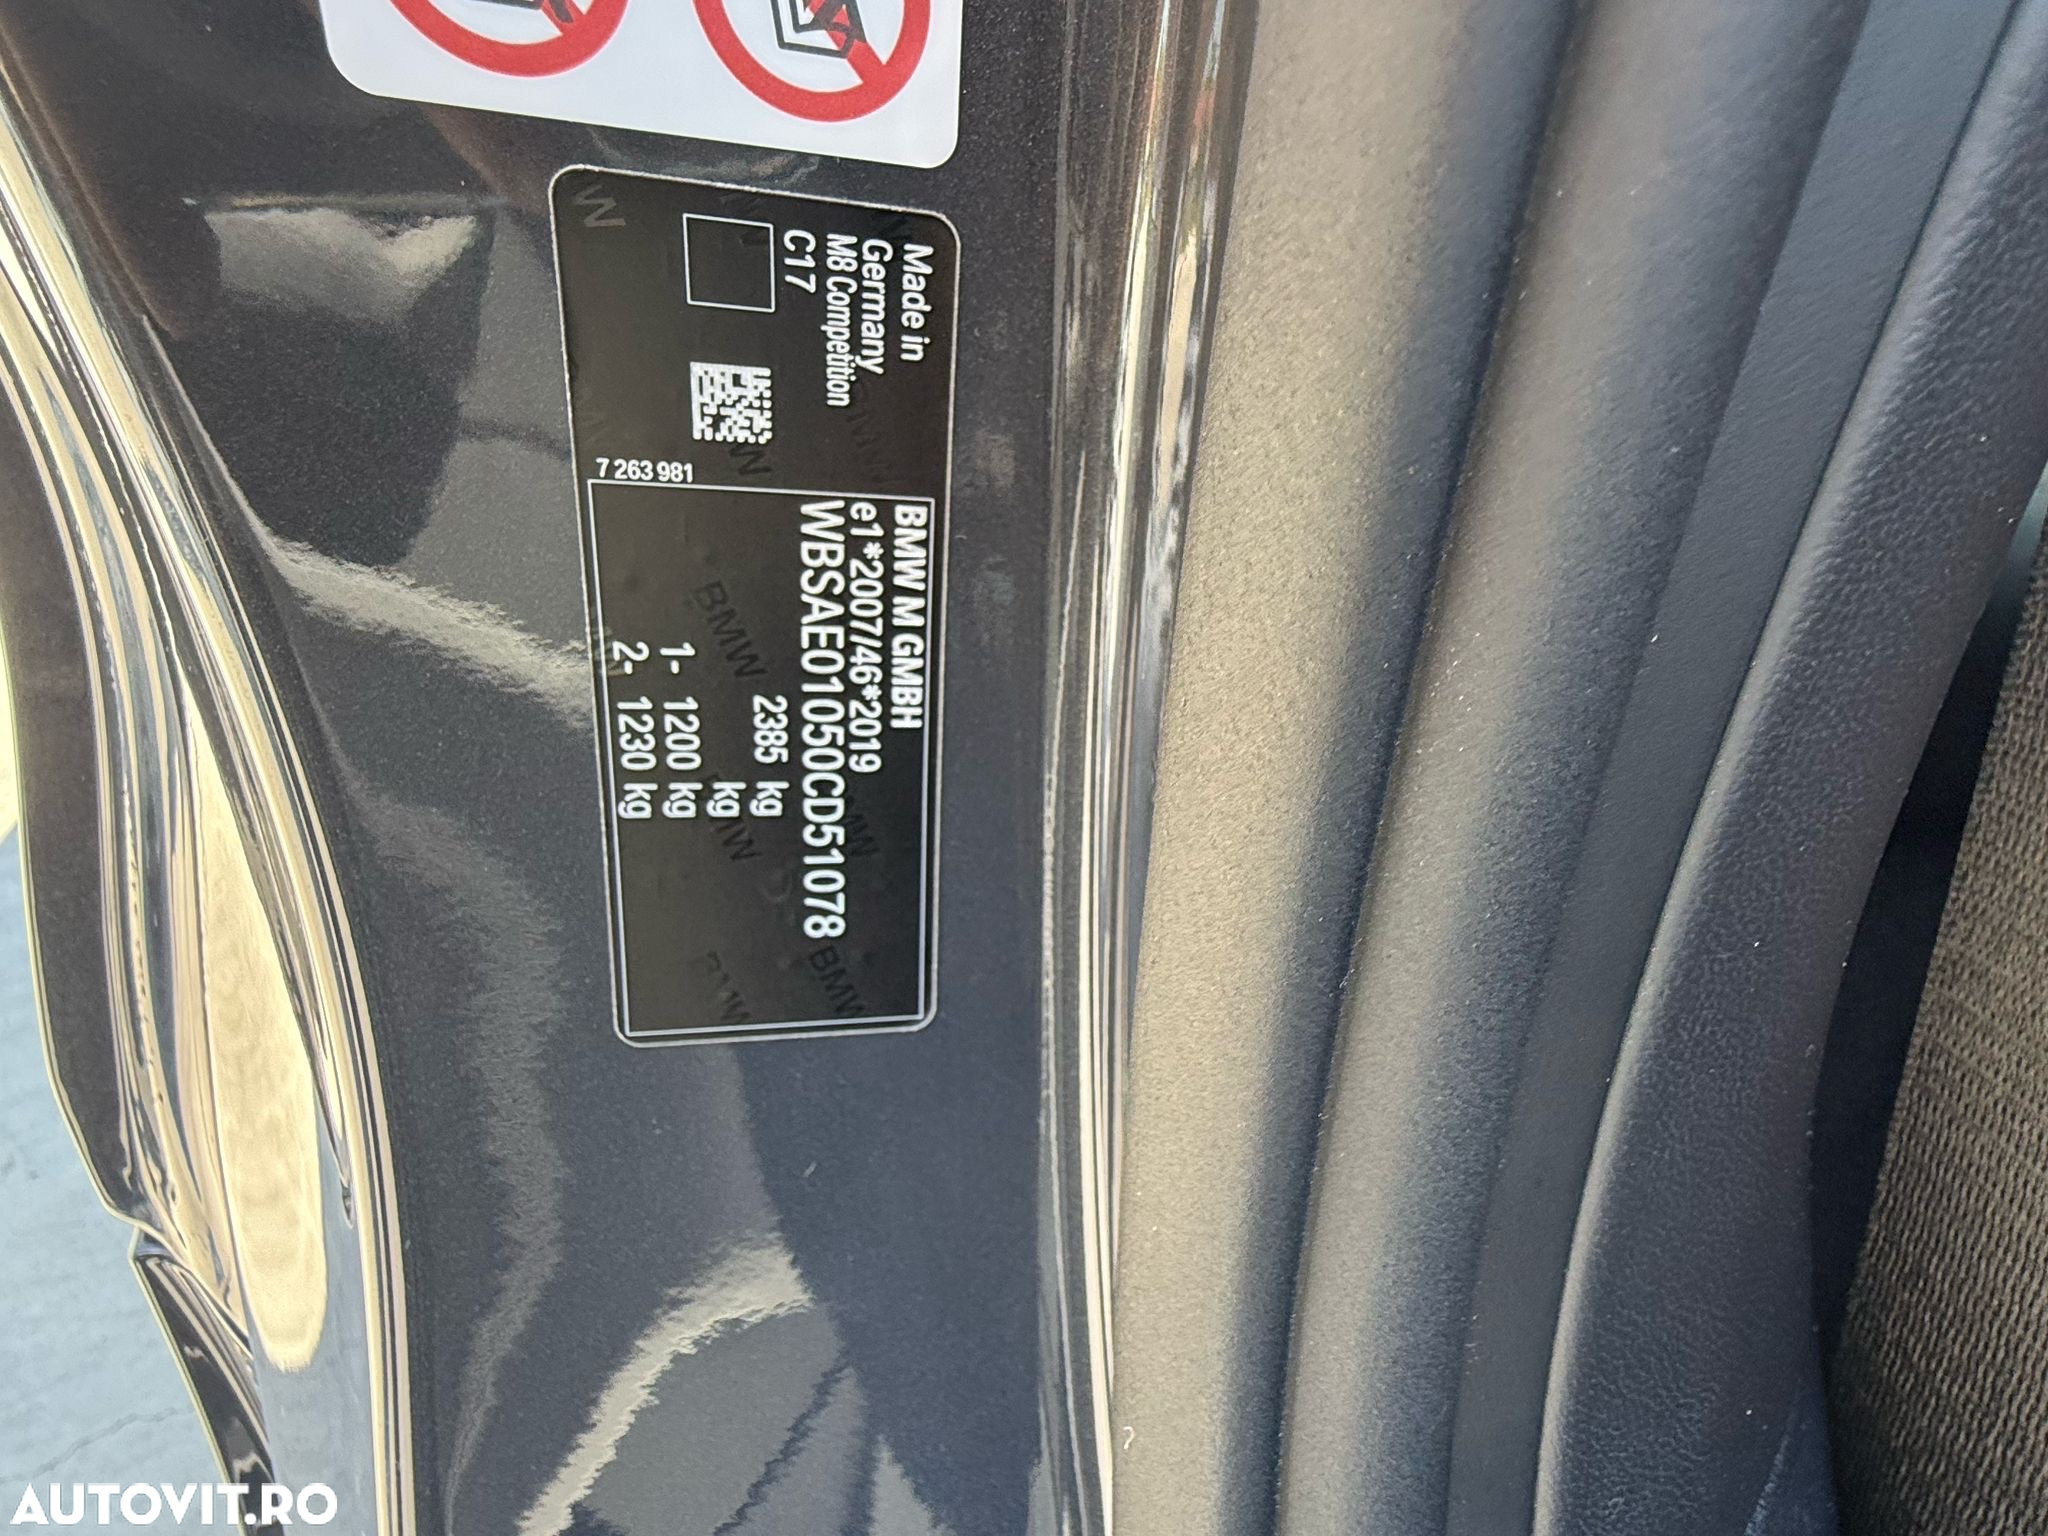 Made in
Germany
M8 Competition
C17
7 263 981
BMW M GMBH
e1*2007/46*2019
WBSAE01050CD51078
2385 kg
kg
1- 1200 kg
2- 1230 kg
AUTOVIT.RO